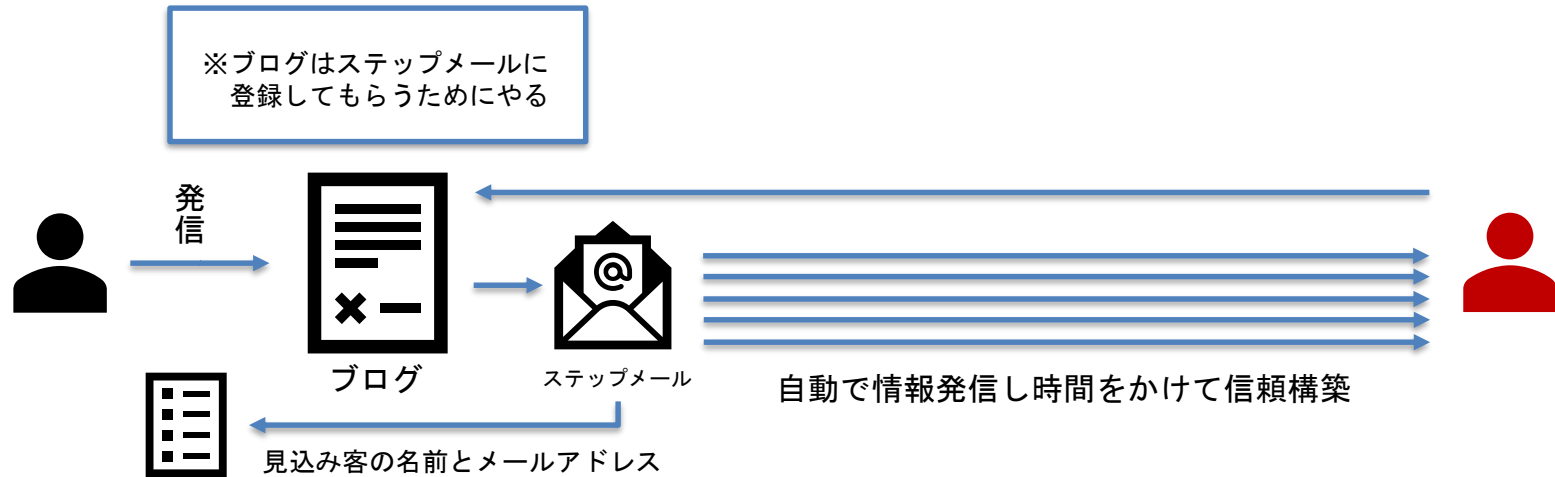 ※ブログはステップメールに
登録してもらうためにやる
発信
ブログ
ステップメール
自動で情報発信し時間をかけて信頼構築
見込み客の名前とメールアドレス